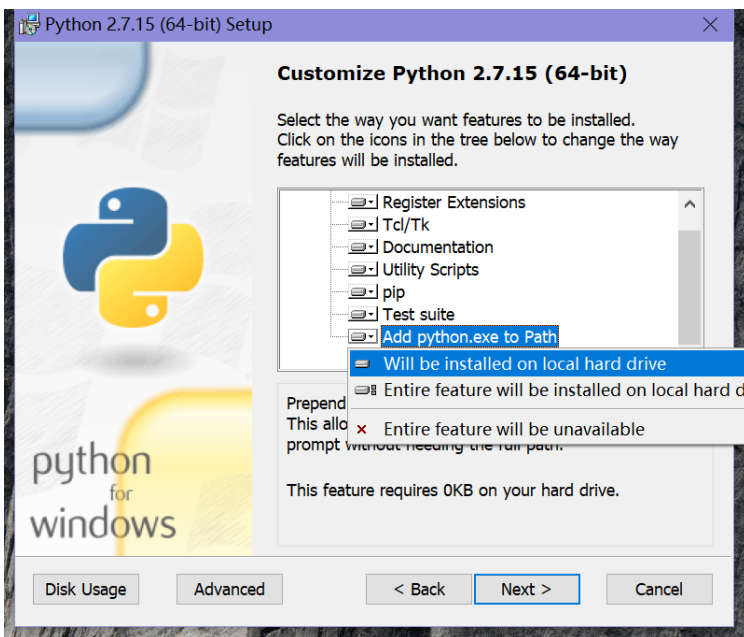 Python 2.7.15 (64-bit) Setup
Customize Python 2.7.15 (64-bit)
Select the way you want features to be installed.
Click on the icons in the tree below to change the way
features will be installed.
Register Extensions
Tcl/Tk
Documentation
Utility Scripts
pip
Test suite
Add python.exe to Path
Will be installed on local hard drive
Entire feature will be installed on local hard d
Entire feature will be unavailable
Prepend
This allo
prompt without needing the full path.
This feature requires 0KB on your hard drive.
python
for
windows
Disk Usage
Advanced
< Back
Next >
Cancel